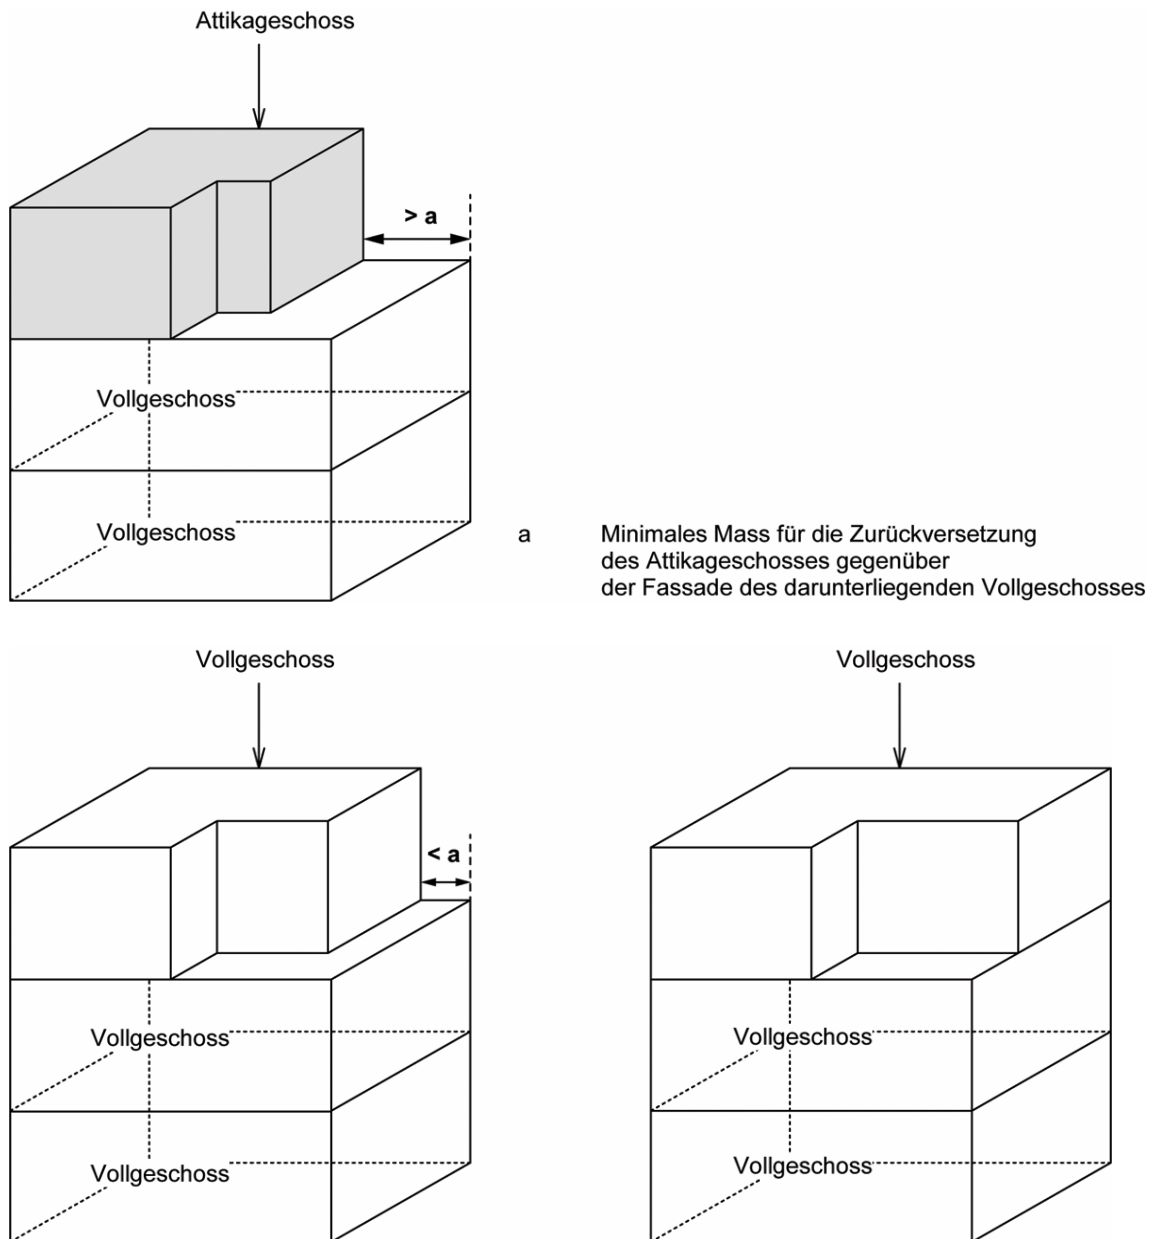 Attikageschoss
> a
Vollgeschoss
Vollgeschoss
a Minimales Mass für die Zurückversetzung
des Attikageschosses gegenüber
der Fassade des darunterliegenden Vollgeschosses
Vollgeschoss
< a
Vollgeschoss
Vollgeschoss
Vollgeschoss
Vollgeschoss
Vollgeschoss